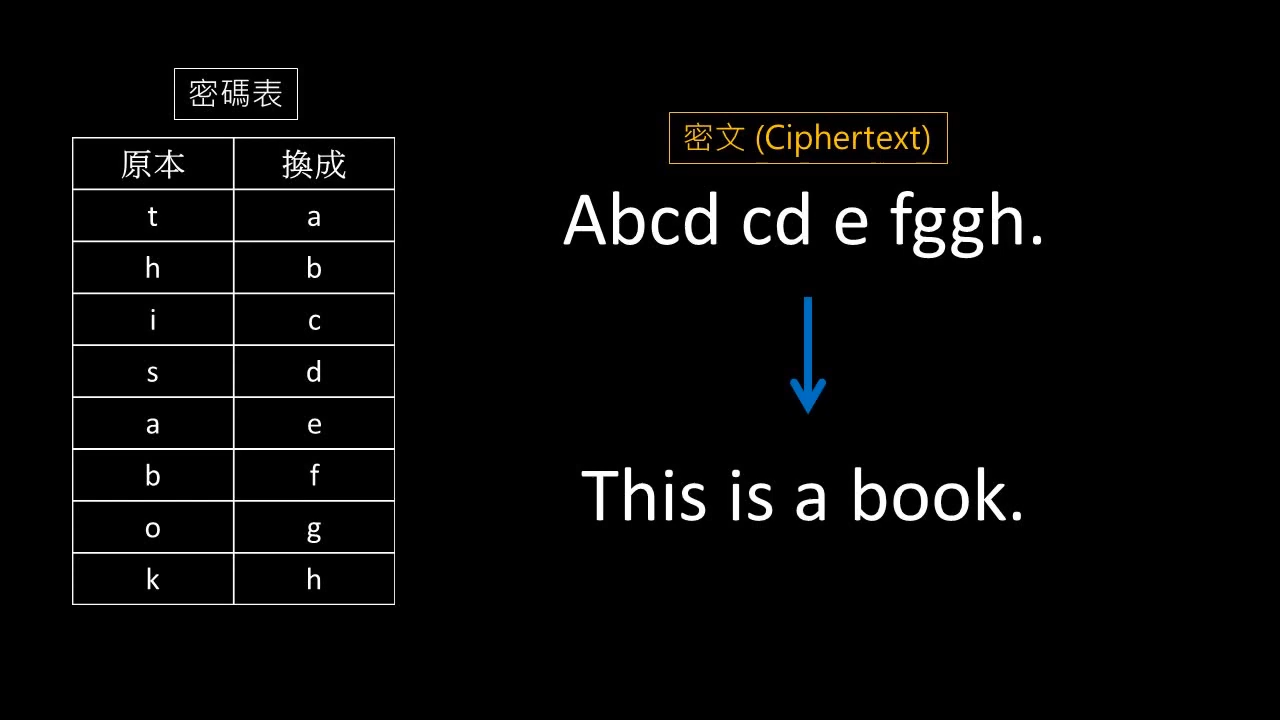 密碼表
原本 換成
t a
h b
i c
s d
a e
b f
o g
k h
密文 (Ciphertext)
Abcd cd e fggh.
This is a book.